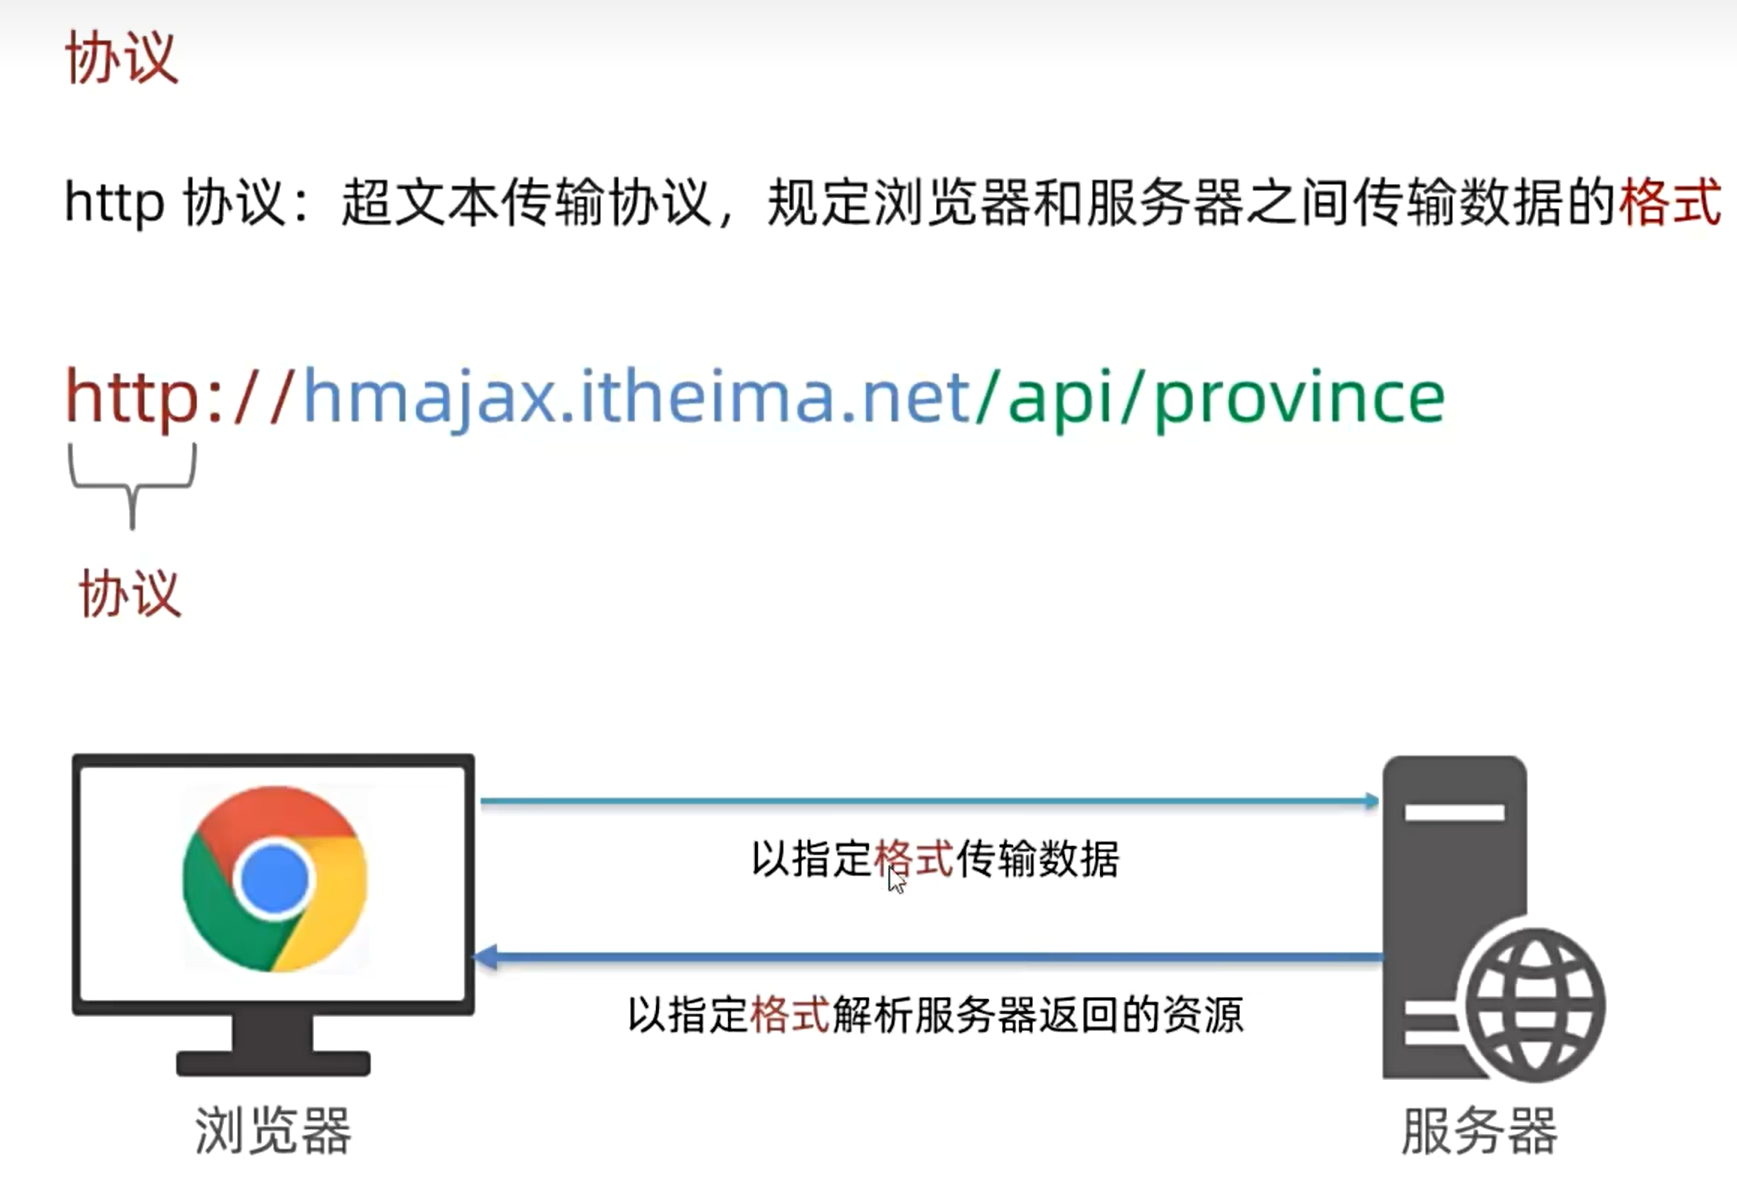 协议
http 协议：超文本传输协议，规定浏览器和服务器之间传输数据的格式
http://hmajax.itheima.net/api/province
协议
以指定格式传输数据
以指定格式解析服务器返回的资源
浏览器
服务器